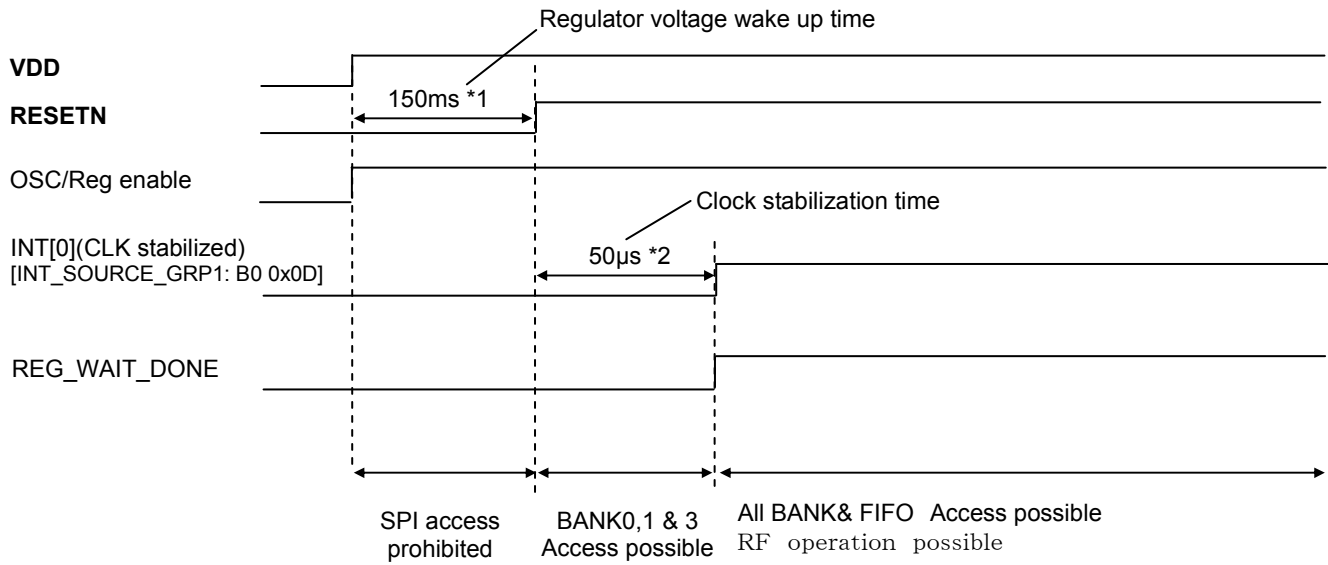 Regulator voltage wake up time
VDD
150ms *1
RESETN
OSC/Reg enable
Clock stabilization time
INT[0](CLK stabilized)
50µs *2
[INT_SOURCE_GRP1: B0 0x0D]
REG_WAIT_DONE
SPI access
prohibited
BANK0,1 & 3
Access possible
All BANK& FIFO Access possible
RF operation possible